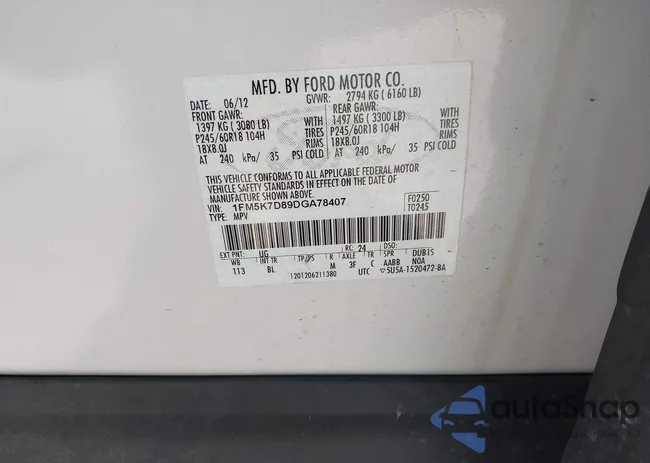 MFD. BY FORD MOTOR CO.
DATE: 06/12 GVWR: 2794 KG ( 6160 LB)
FRONT GAWR: REAR GAWR:
1397 KG ( 3080 LB) WITH 1497 KG ( 3300 LB) WITH
P245/60R18 104H TIRES P245/60R18 104H TIRES
18X8.0J RIMS 18X8.0J RIMS
AT 240 kPa/ 35 PSI COLD AT 240 kPa/ 35 PSI COLD
THIS VEHICLE CONFORMS TO ALL APPLICABLE FEDERAL MOTOR
VEHICLE SAFETY STANDARDS IN EFFECT ON THE DATE OF
MANUFACTURE SHOWN ABOVE.
VIN: 1FM5K7D89DGA78407 F0250
TYPE: MPV T0245
EXT PNT: UG RC: 24 DSO:
WB INT TR TP/PS R AXLE TR SPR DUBIS
113 BL M 3F C AABB NOA
1201206211380 UTC ▽5U5A-1520472-BA
autoSnap